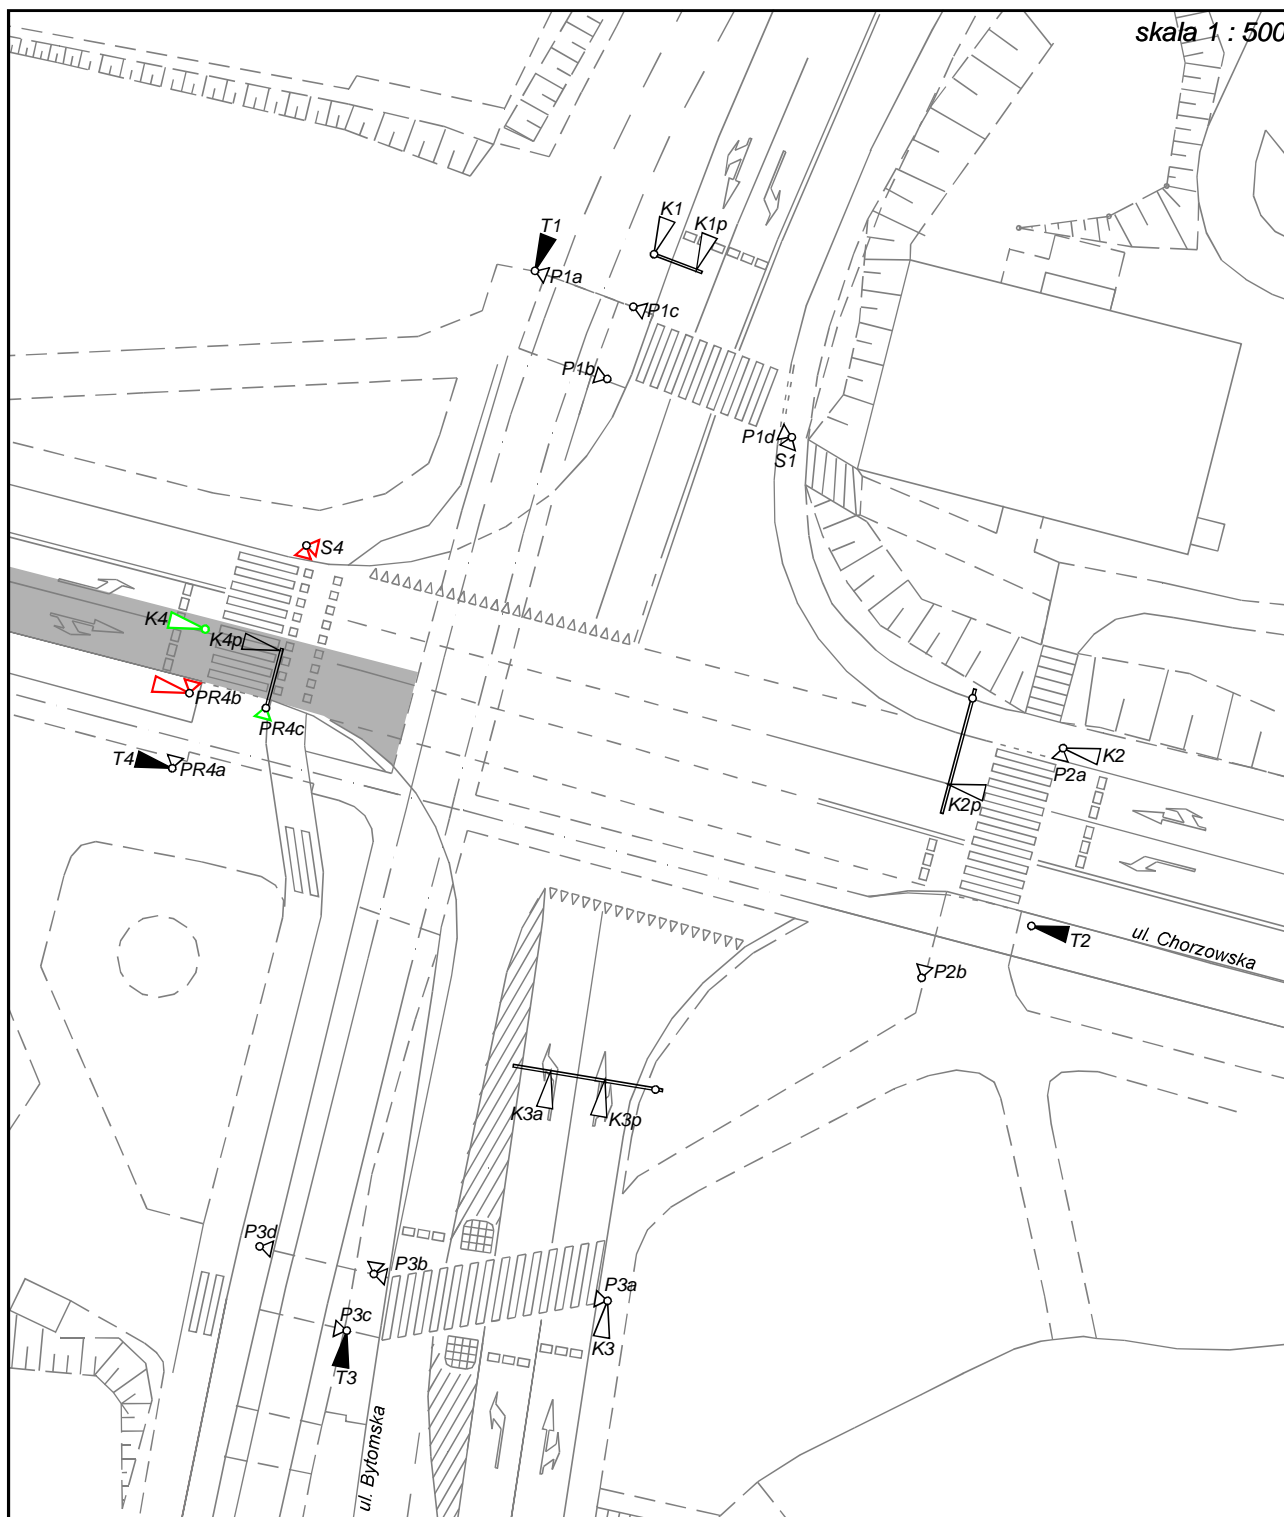 skala 1 : 500
K1
K1p
T1
P1a
P1c
P1b
P1d
S1
S4
K4
K4p
PR4b
PR4c
T4
PR4a
K2
P2a
K2p
T2
ul. Chorzowska
P2b
K3a
K3p
P3d
P3b
P3a
P3c
K3
T3
ul. Bytomska